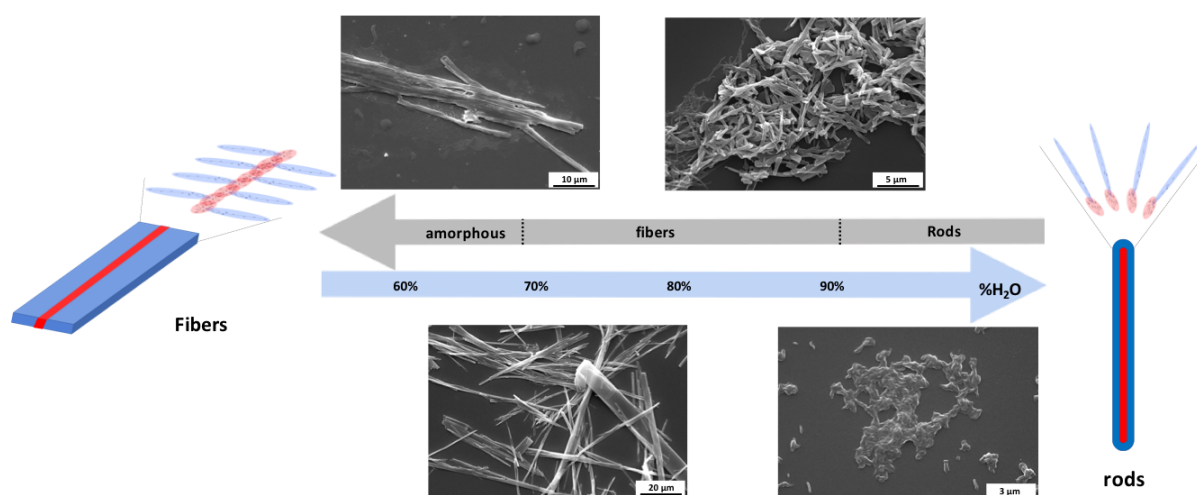 10 µm
5 µm
amorphous
fibers
Rods
60%
70%
80%
90%
%H₂O
Fibers
20 µm
3 µm
rods